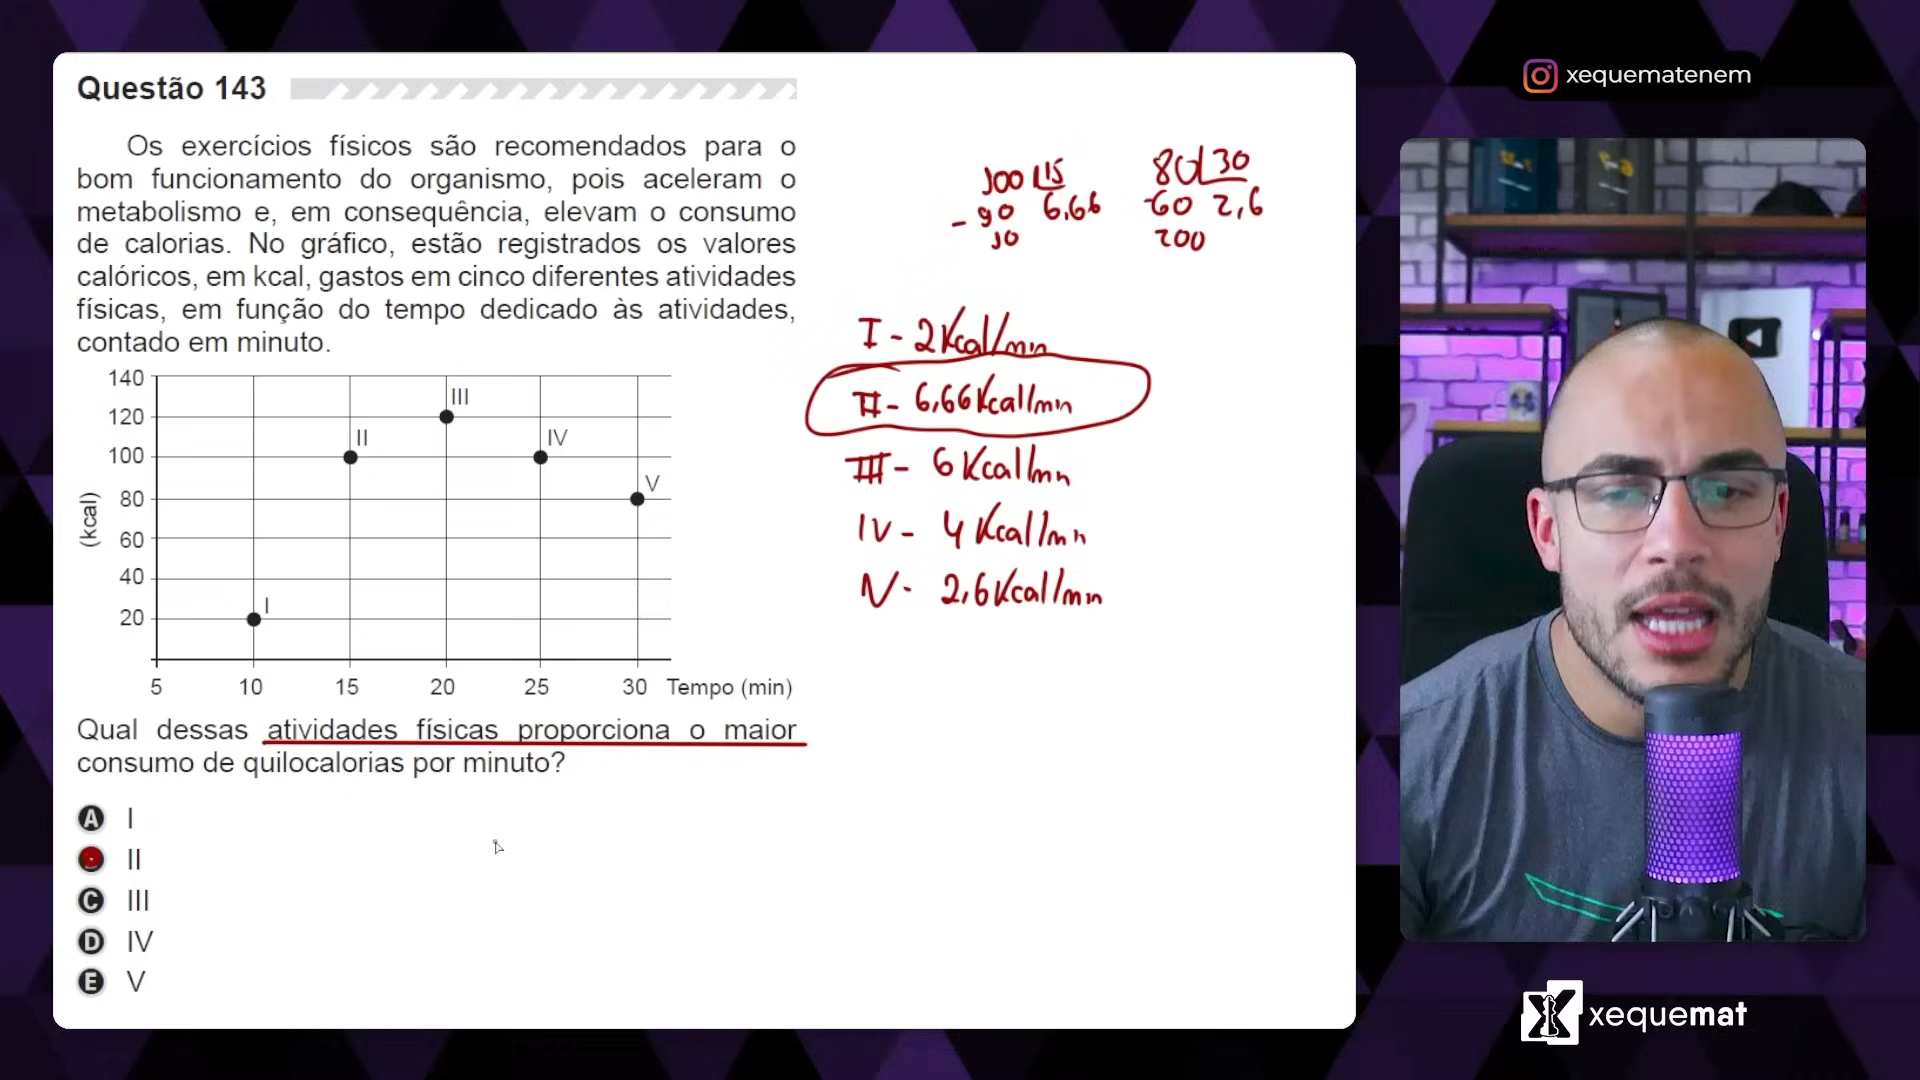 Questão 143
Os exercícios físicos são recomendados para o
bom funcionamento do organismo, pois aceleram o
metabolismo e, em consequência, elevam o consumo
de calorias. No gráfico, estão registrados os valores
calóricos, em kcal, gastos em cinco diferentes atividades
físicas, em função do tempo dedicado às atividades,
contado em minuto.
140
120
100
80
60
40
20
(kcal)
I
II
III
IV
V
5 10 15 20 25 30 Tempo (min)
Qual dessas atividades físicas proporciona o maior
consumo de quilocalorias por minuto?
A I
II
C III
D IV
E V
100 15
- 90 6,66
10
80 30
-60 2,6
200
I - 2Kcal/min
II - 6,66Kcal/min
III - 6 Kcal/min
IV - 4 Kcal/min
V - 2,6Kcal/min
xequematenem
xequemat